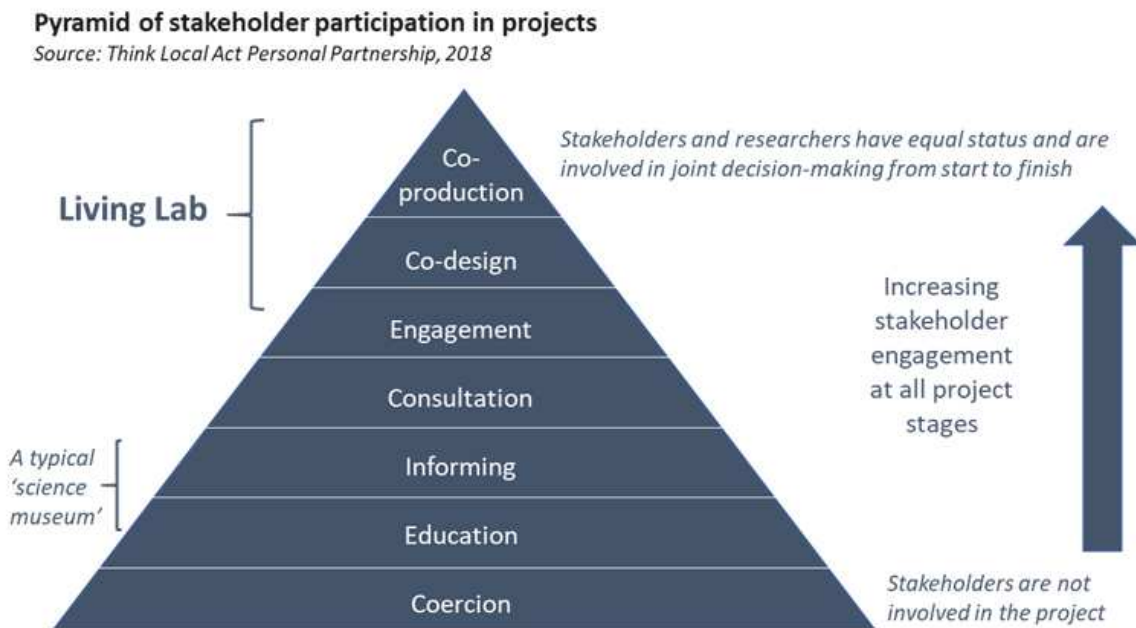 Pyramid of stakeholder participation in projects
Source: Think Local Act Personal Partnership, 2018
Co-
production
Stakeholders and researchers have equal status and are
involved in joint decision-making from start to finish
Living Lab
Co-design
Engagement
Increasing
stakeholder
engagement
at all project
stages
Consultation
A typical
‘science
museum’
Informing
Education
Coercion
Stakeholders are not
involved in the project